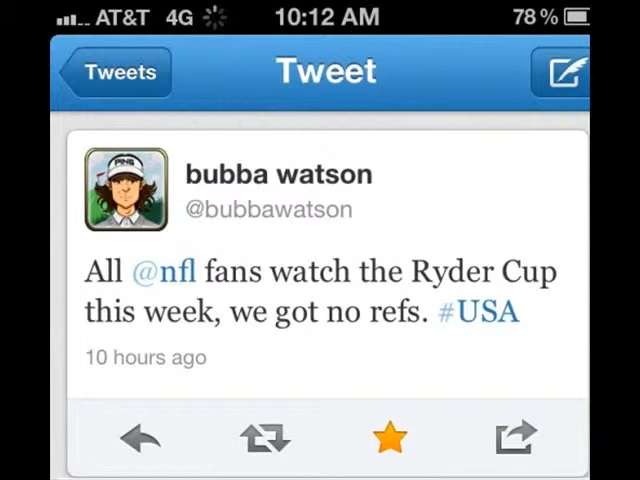 AT&T 4G 10:12 AM 78%
Tweets Tweet
PING
bubba watson
@bubbawatson
All @nfl fans watch the Ryder Cup
this week, we got no refs. #USA
10 hours ago